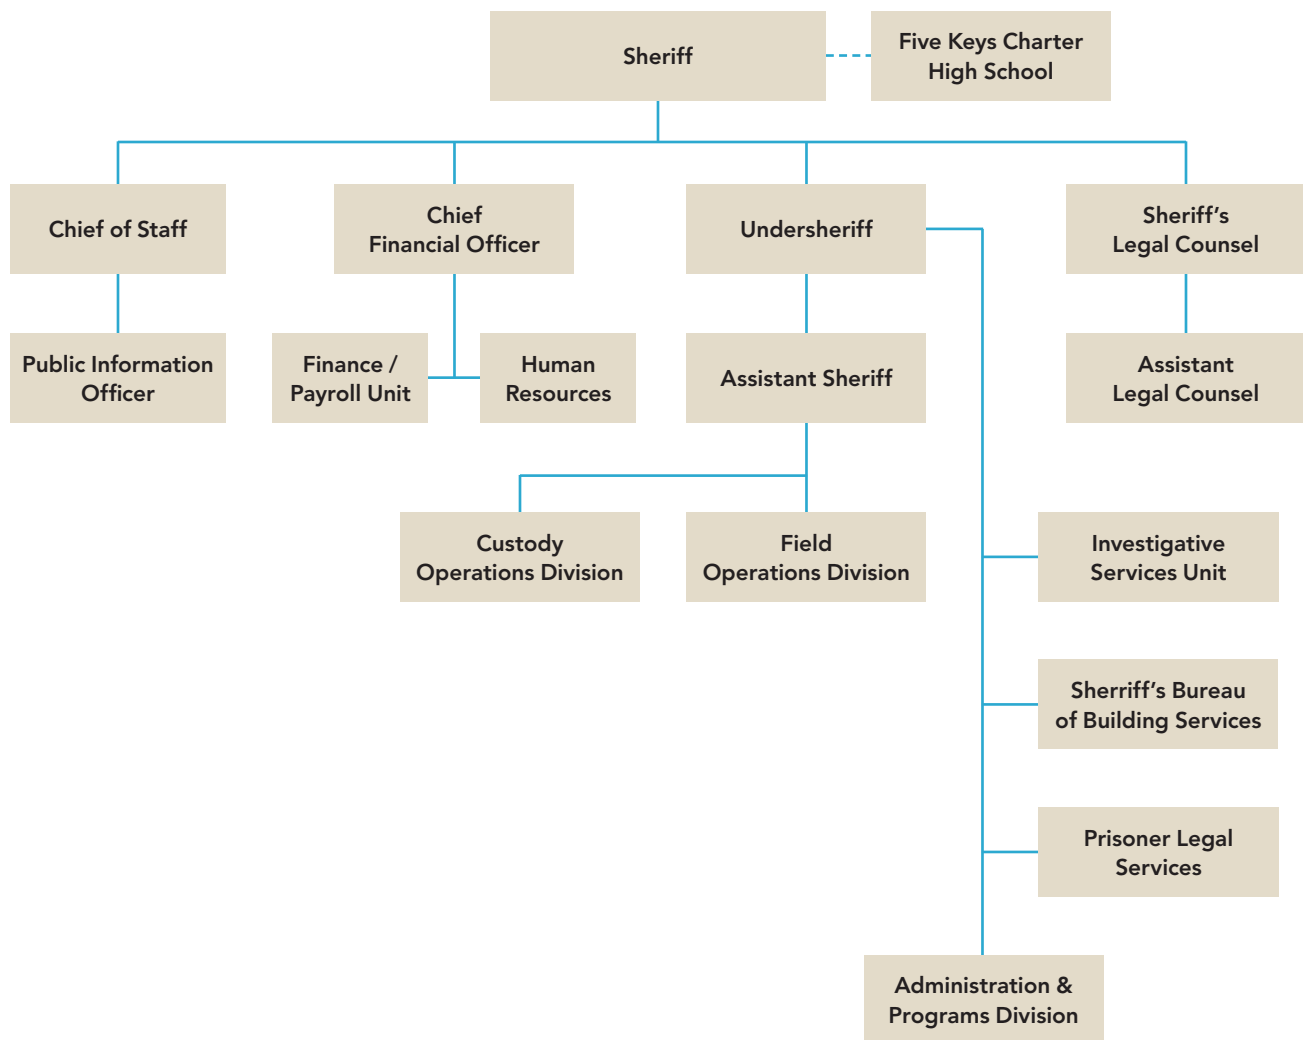 Sheriff
Five Keys Charter
High School
Chief of Staff
Chief
Financial Officer
Undersheriff
Sheriff’s
Legal Counsel
Public Information
Officer
Finance /
Payroll Unit
Human
Resources
Assistant Sheriff
Assistant
Legal Counsel
Custody
Operations Division
Field
Operations Division
Investigative
Services Unit
Sherriff’s Bureau
of Building Services
Prisoner Legal
Services
Administration &
Programs Division